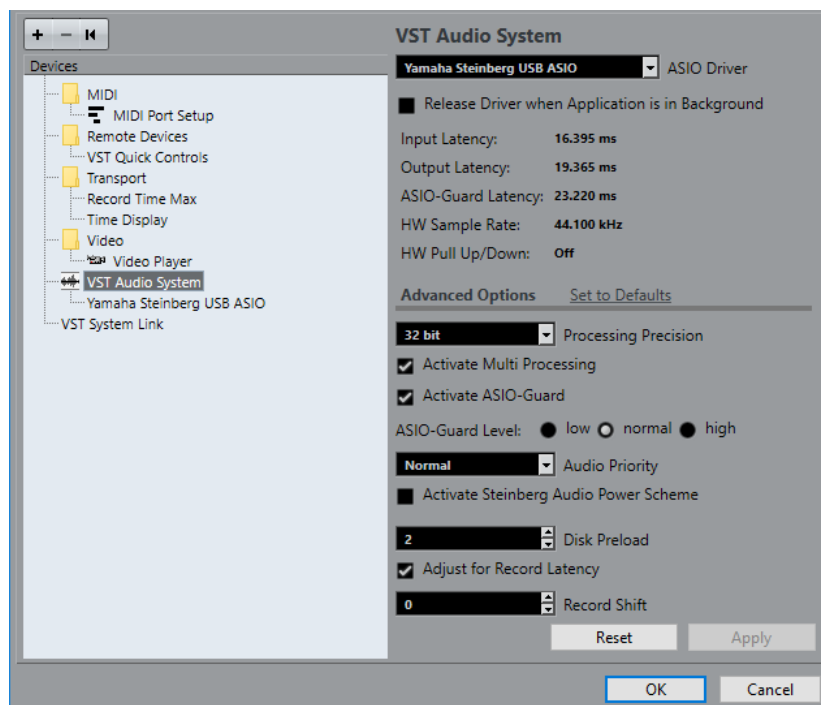 Devices
MIDI
MIDI Port Setup
Remote Devices
VST Quick Controls
Transport
Record Time Max
Time Display
Video
Video Player
VST Audio System
Yamaha Steinberg USB ASIO
VST System Link
VST Audio System
Yamaha Steinberg USB ASIO ASIO Driver
Release Driver when Application is in Background
Input Latency: 16.395 ms
Output Latency: 19.365 ms
ASIO-Guard Latency: 23.220 ms
HW Sample Rate: 44.100 kHz
HW Pull Up/Down: Off
Advanced Options Set to Defaults
32 bit Processing Precision
Activate Multi Processing
Activate ASIO-Guard
ASIO-Guard Level: low normal high
Normal Audio Priority
Activate Steinberg Audio Power Scheme
2 Disk Preload
Adjust for Record Latency
0 Record Shift
Reset Apply
OK Cancel